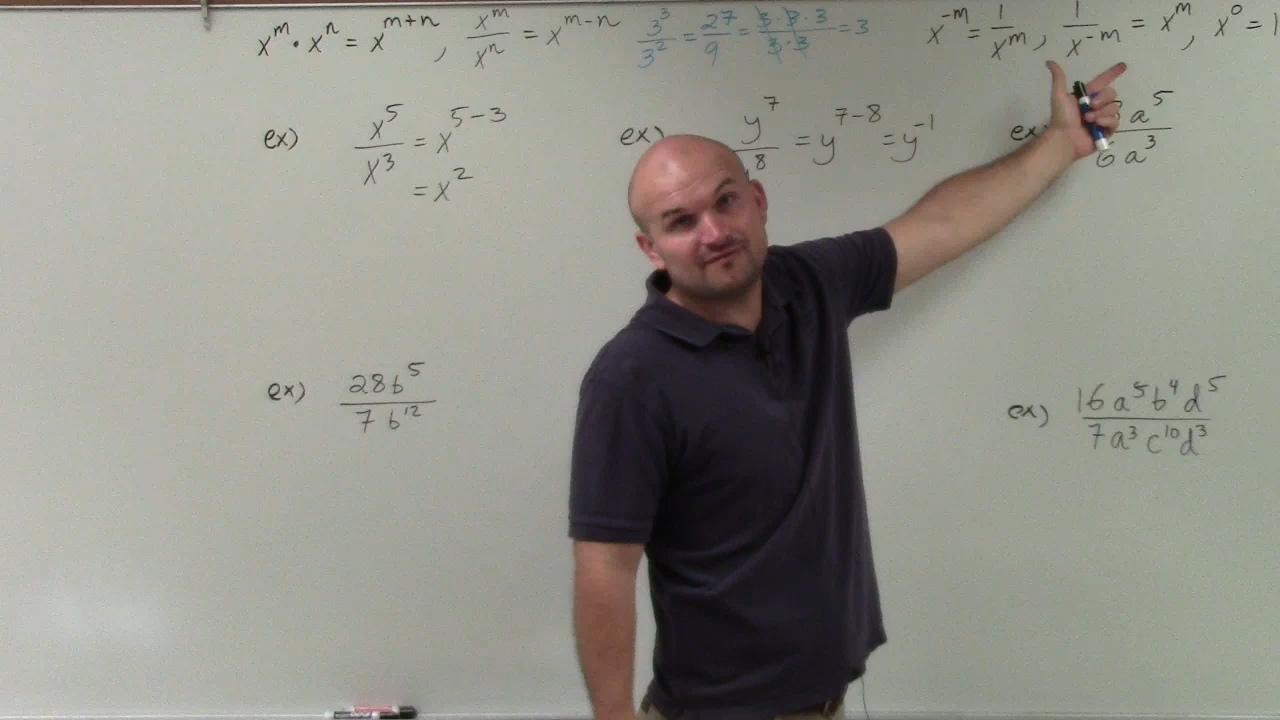 x^m · x^n = x^{m+n} , x^m/x^n = x^{m-n} 3^3/3^2 = 27/9 = 3·3·3/3·3 = 3 x^{-m} = 1/x^m , 1/x^{-m} = x^m , x^0 = 1
ex) x^5/x^3 = x^{5-3}
= x^2
ex) y^7/ ^8 = y^{7-8} = y^{-1}
ex a^5/6a^3
ex) 28b^5/7b^{12}
ex) 16a^5b^4d^5/7a^3c^{10}d^3